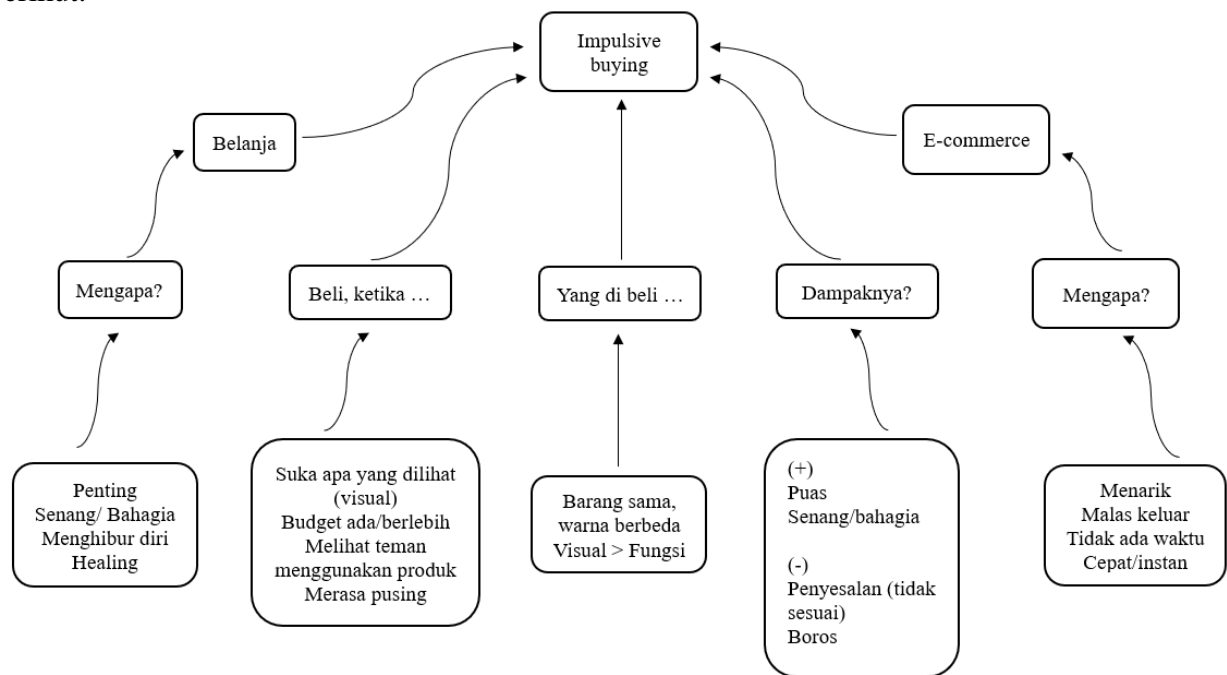 Impulsive
buying
Belanja
E-commerce
Mengapa?
Beli, ketika …
Yang di beli …
Dampaknya?
Mengapa?
Penting
Senang/ Bahagia
Menghibur diri
Healing
Suka apa yang dilihat
(visual)
Budget ada/berlebih
Melihat teman
menggunakan produk
Merasa pusing
Barang sama,
warna berbeda
Visual > Fungsi
(+)
Puas
Senang/bahagia
(-)
Penyesalan (tidak
sesuai)
Boros
Menarik
Malas keluar
Tidak ada waktu
Cepat/instan